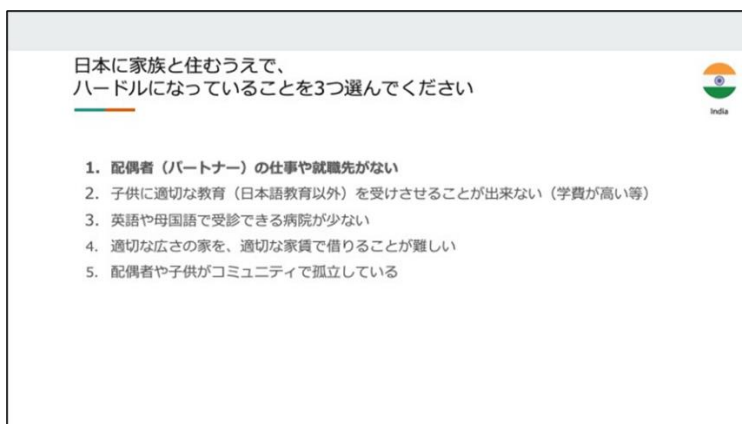 日本に家族と住むうえで、
ハードルになっていることを3つ選んでください
India
1. 配偶者（パートナー）の仕事や就職先がない
2. 子供に適切な教育（日本語教育以外）を受けさせることが出来ない（学費が高い等）
3. 英語や母国語で受診できる病院が少ない
4. 適切な広さの家を、適切な家賃で借りることが難しい
5. 配偶者や子供がコミュニティで孤立している